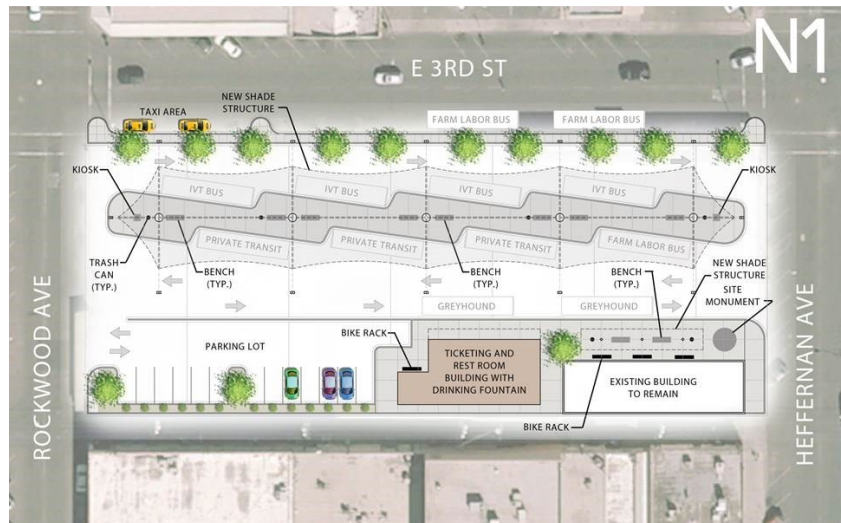 N1
E 3RD ST
NEW SHADE
STRUCTURE
TAXI AREA
FARM LABOR BUS
FARM LABOR BUS
KIOSK
IVT BUS
IVT BUS
IVT BUS
IVT BUS
KIOSK
PRIVATE TRANSIT
PRIVATE TRANSIT
PRIVATE TRANSIT
FARM LABOR BUS
TRASH
CAN
(TYP.)
BENCH
(TYP.)
BENCH
(TYP.)
BENCH
(TYP.)
NEW SHADE
STRUCTURE
SITE
MONUMENT
GREYHOUND
GREYHOUND
BIKE RACK
PARKING LOT
TICKETING AND
REST ROOM
BUILDING WITH
DRINKING FOUNTAIN
EXISTING BUILDING
TO REMAIN
BIKE RACK
ROCKWOOD AVE
HEFFERNAN AVE